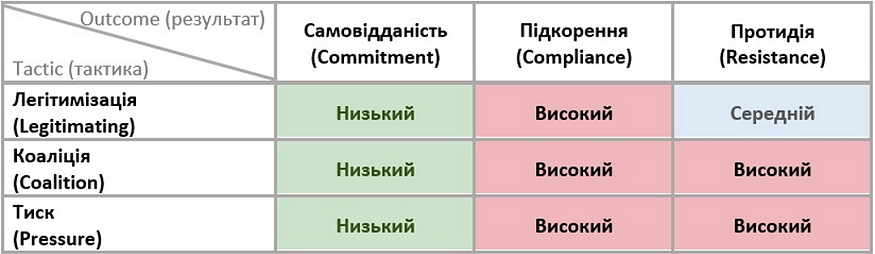 Outcome (результат)
Tactic (тактика)
Самовідданість
(Commitment)
Підкорення
(Compliance)
Протидія
(Resistance)
Легітимізація
(Legitimating)
Низький
Високий
Середній
Коаліція
(Coalition)
Низький
Високий
Високий
Тиск
(Pressure)
Низький
Високий
Високий